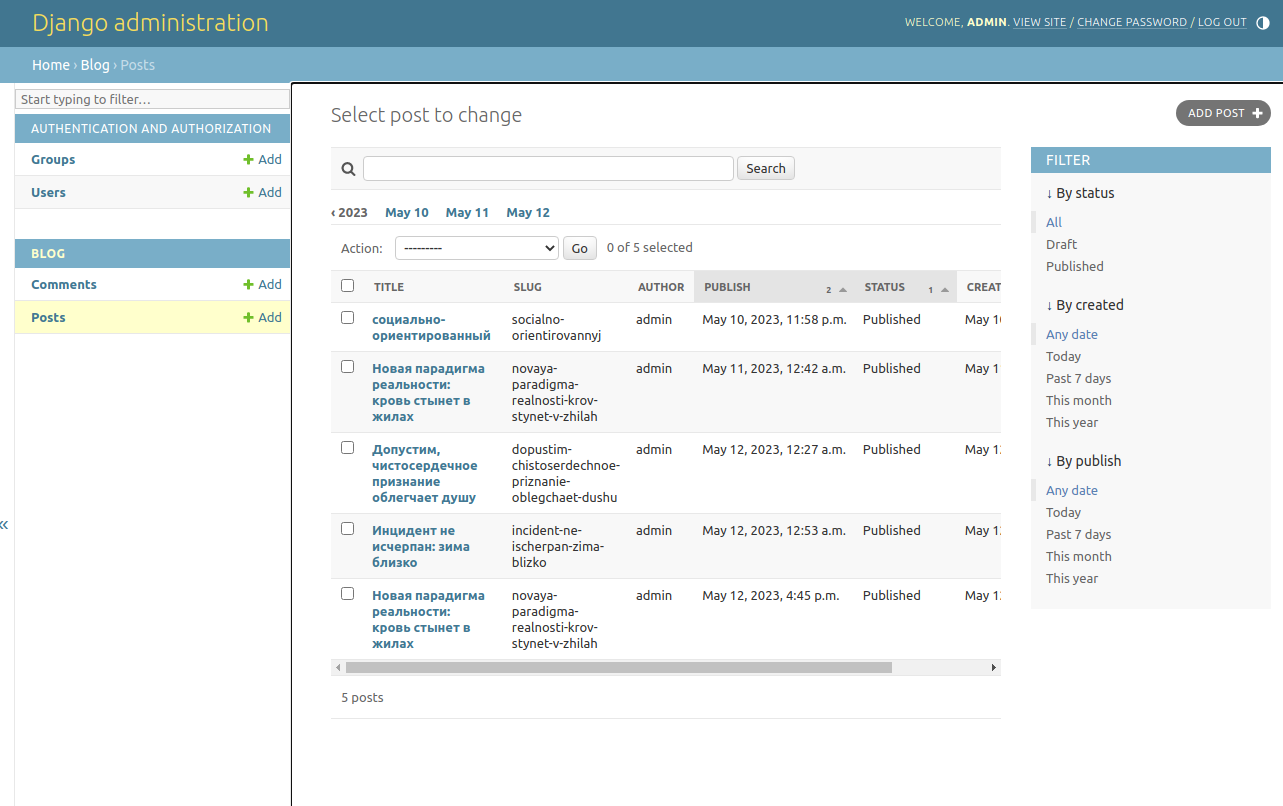 Django administration
WELCOME, ADMIN. VIEW SITE / CHANGE PASSWORD / LOG OUT
Home › Blog › Posts
Start typing to filter…
AUTHENTICATION AND AUTHORIZATION
Groups Add
Users Add
BLOG
Comments Add
Posts Add
«
Select post to change
ADD POST
Search
‹ 2023 May 10 May 11 May 12
Action: --------- Go 0 of 5 selected
TITLE SLUG AUTHOR PUBLISH 2 STATUS 1 CREAT
социально- socialno- admin May 10, 2023, 11:58 p.m. Published May 10
ориентированный orientirovannyj
Новая парадигма novaya- admin May 11, 2023, 12:42 a.m. Published May 1
реальности: paradigma-
кровь стынет в realnosti-krov-
жилах stynet-v-zhilah
Допустим, dopustim- admin May 12, 2023, 12:27 a.m. Published May 1
чистосердечное chistoserdechnoe-
признание priznanie-
облегчает душу oblegchaet-dushu
Инцидент не incident-ne- admin May 12, 2023, 12:53 a.m. Published May 1
исчерпан: зима ischerpan-zima-
близко blizko
Новая парадигма novaya- admin May 12, 2023, 4:45 p.m. Published May 1
реальности: paradigma-
кровь стынет в realnosti-krov-
жилах stynet-v-zhilah
5 posts
FILTER
↓ By status
All
Draft
Published
↓ By created
Any date
Today
Past 7 days
This month
This year
↓ By publish
Any date
Today
Past 7 days
This month
This year